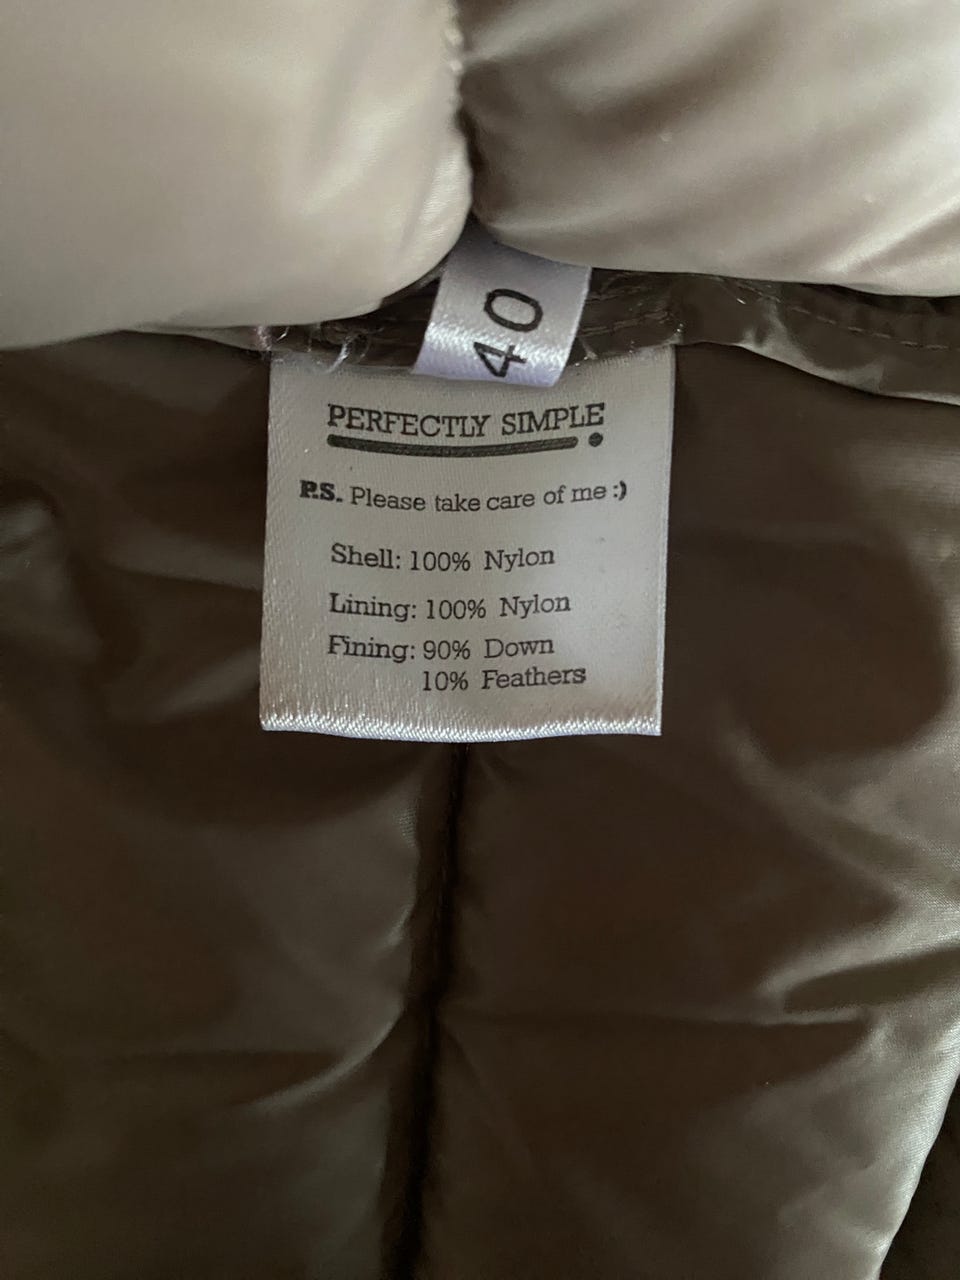 40
PERFECTLY SIMPLE
P.S. Please take care of me :)
Shell: 100% Nylon
Lining: 100% Nylon
Fining: 90% Down
10% Feathers